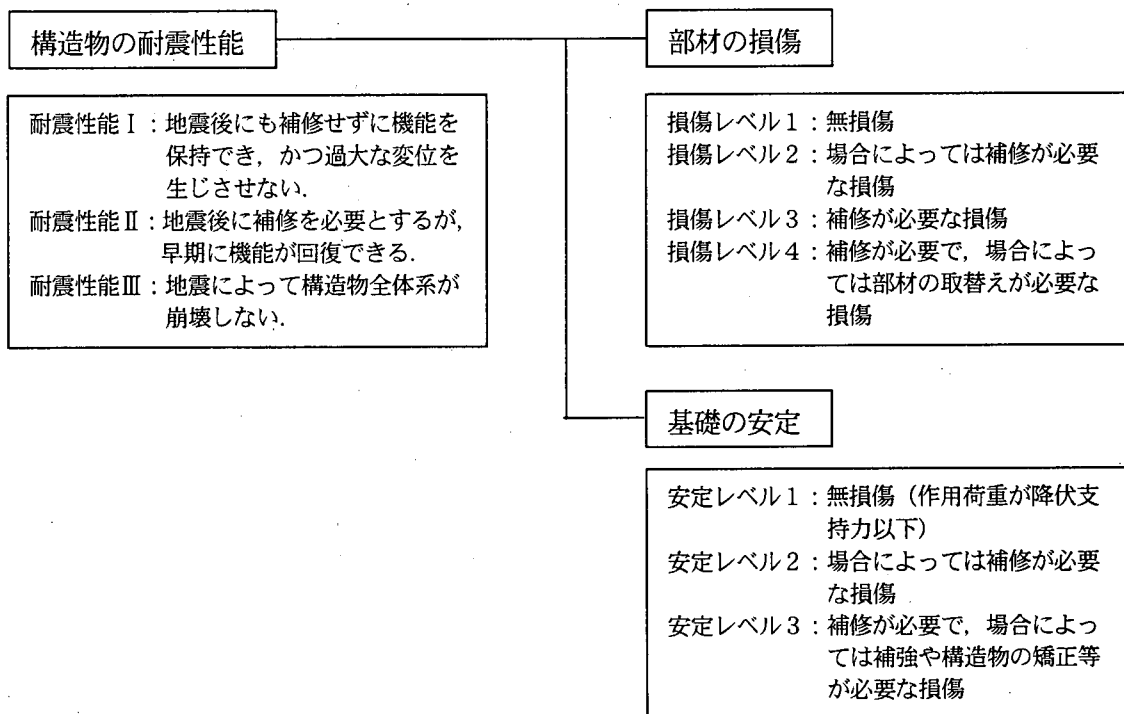 構造物の耐震性能
耐震性能Ⅰ：地震後にも補修せずに機能を
保持でき，かつ過大な変位を
生じさせない．
耐震性能Ⅱ：地震後に補修を必要とするが，
早期に機能が回復できる．
耐震性能Ⅲ：地震によって構造物全体系が
崩壊しない．
部材の損傷
損傷レベル１：無損傷
損傷レベル２：場合によっては補修が必要
な損傷
損傷レベル３：補修が必要な損傷
損傷レベル４：補修が必要で，場合によっ
ては部材の取替えが必要な
損傷
基礎の安定
安定レベル１：無損傷（作用荷重が降伏支
持力以下）
安定レベル２：場合によっては補修が必要
な損傷
安定レベル３：補修が必要で，場合によっ
ては補強や構造物の矯正等
が必要な損傷